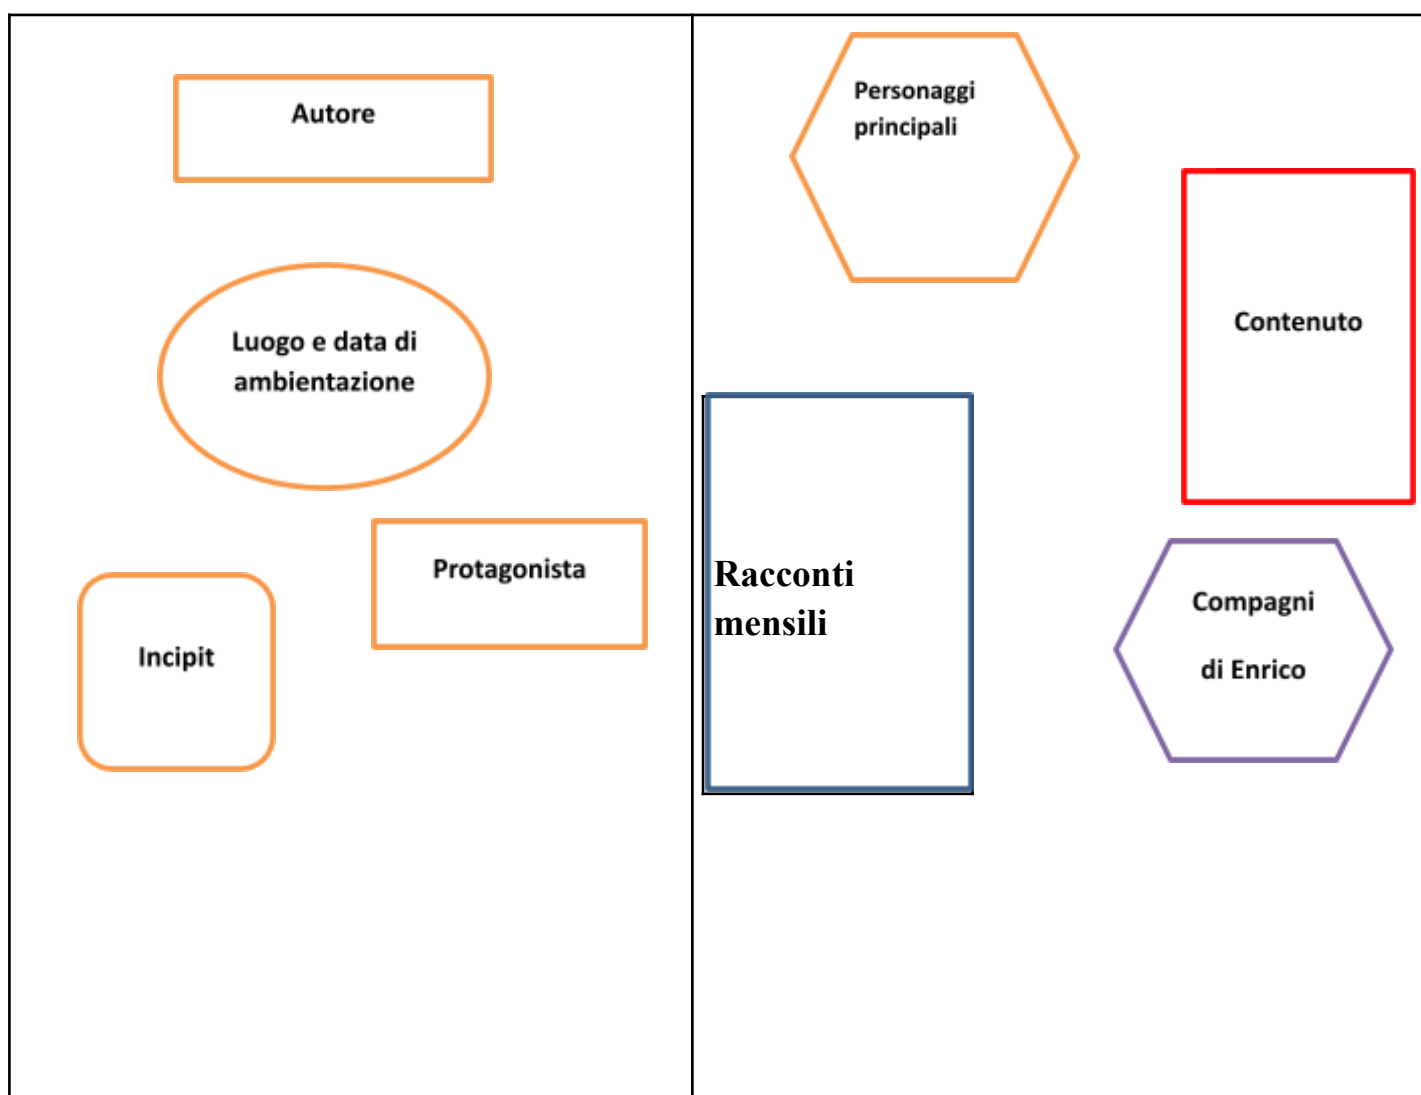 Autore
Luogo e data di
ambientazione
Protagonista
Incipit
Personaggi
principali
Contenuto
Racconti
mensili
Compagni
di Enrico